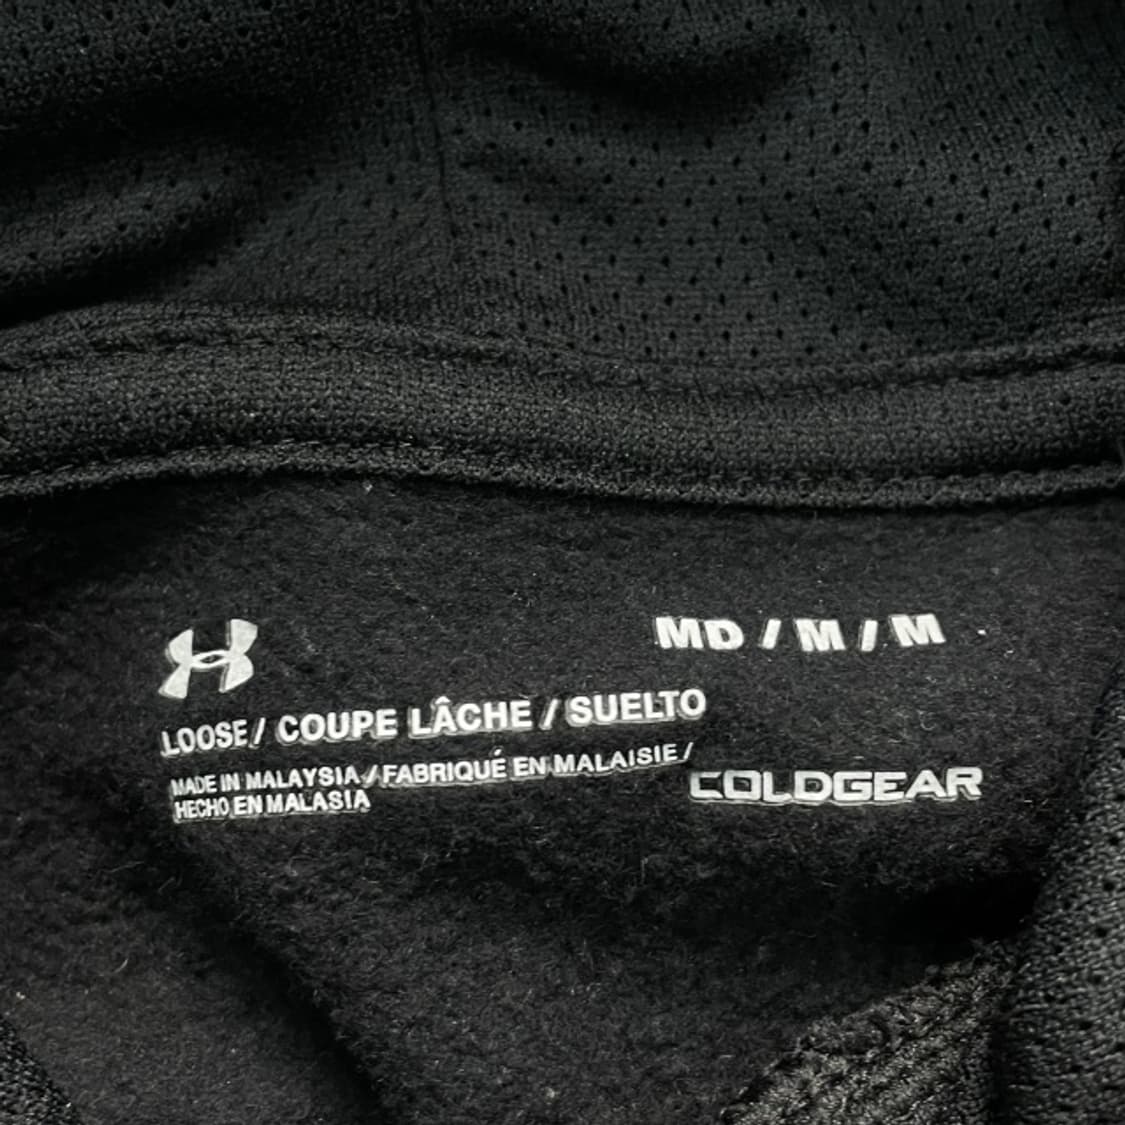 MD / M / M
LOOSE / COUPE LÂCHE / SUELTO
MADE IN MALAYSIA / FABRIQUÉ EN MALAISIE /
HECHO EN MALASIA
COLDGEAR